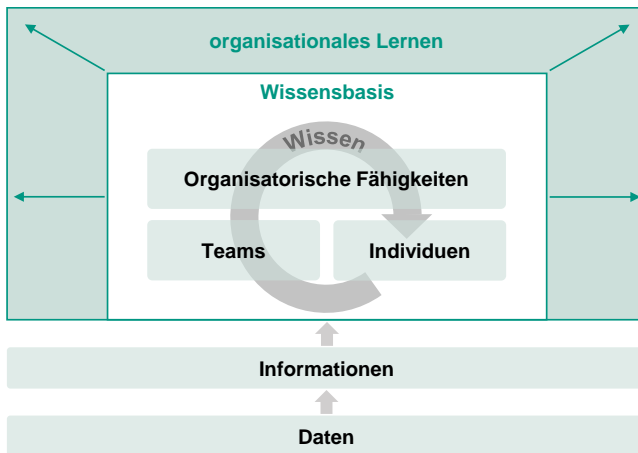 organisationales Lernen
Wissensbasis
Wissen
Organisatorische Fähigkeiten
Teams
Individuen
Informationen
Daten